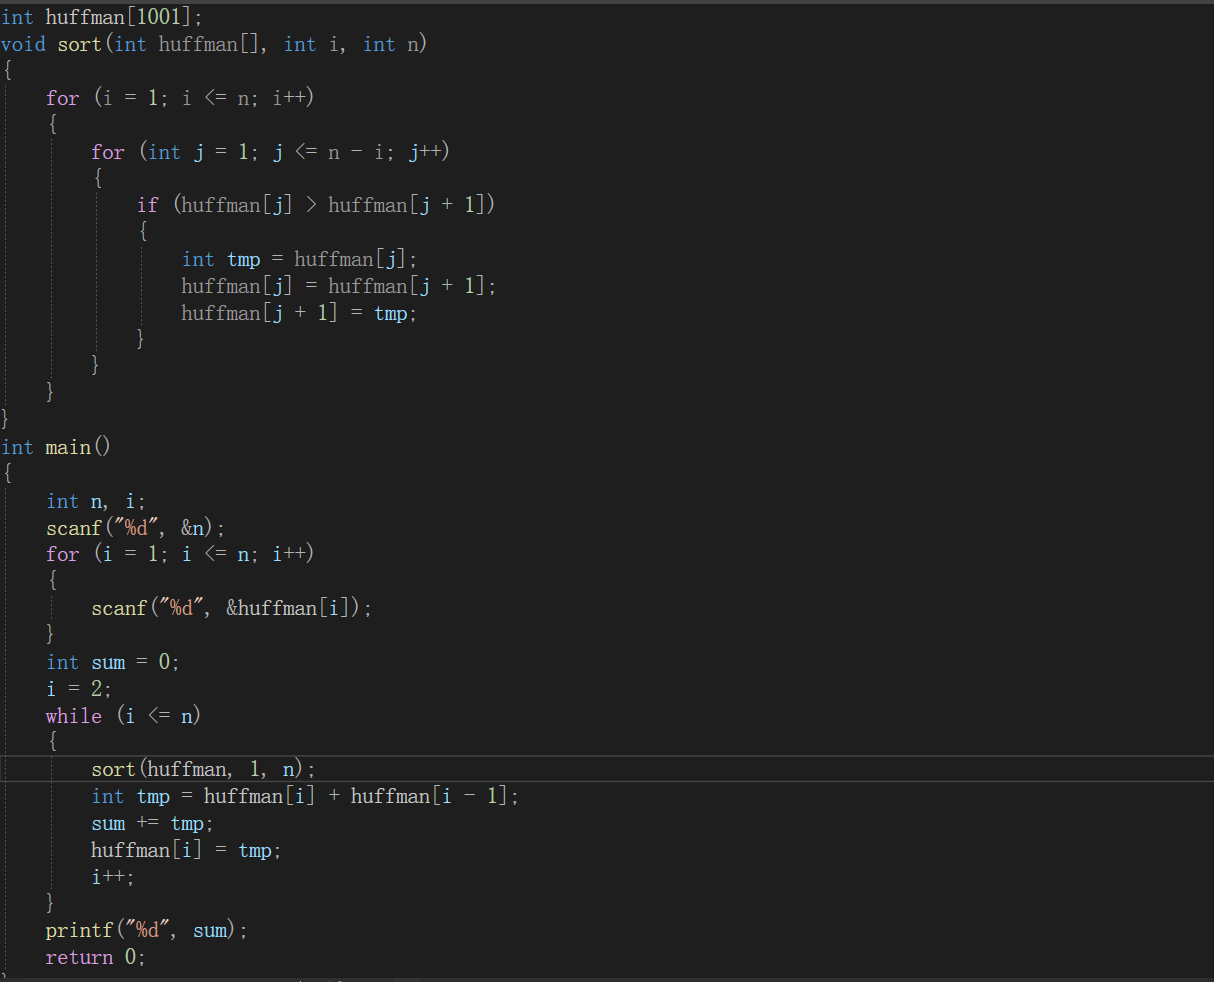 int huffman[1001];
void sort(int huffman[], int i, int n)
{
    for (i = 1; i <= n; i++)
    {
        for (int j = 1; j <= n - i; j++)
        {
            if (huffman[j] > huffman[j + 1])
            {
                int tmp = huffman[j];
                huffman[j] = huffman[j + 1];
                huffman[j + 1] = tmp;
            }
        }
    }
}
int main()
{
    int n, i;
    scanf("%d", &n);
    for (i = 1; i <= n; i++)
    {
        scanf("%d", &huffman[i]);
    }
    int sum = 0;
    i = 2;
    while (i <= n)
    {
        sort(huffman, 1, n);
        int tmp = huffman[i] + huffman[i - 1];
        sum += tmp;
        huffman[i] = tmp;
        i++;
    }
    printf("%d", sum);
    return 0;